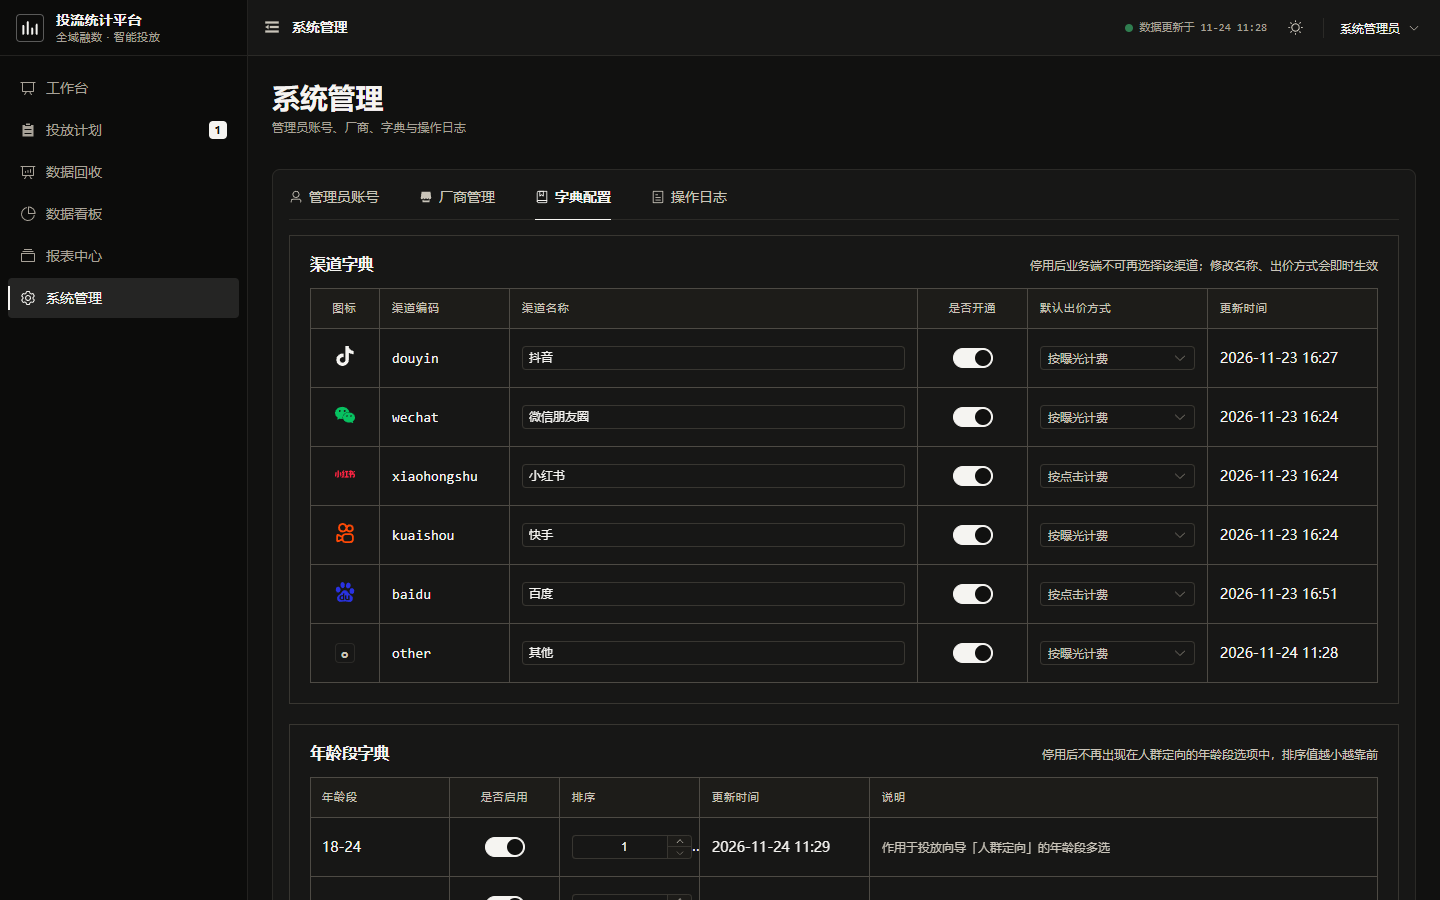 投流统计平台
全域融数 · 智能投放
系统管理
数据更新于 11-24 11:28
系统管理员
工作台
投放计划 1
数据回收
数据看板
报表中心
系统管理
系统管理
管理员账号、厂商、字典与操作日志
管理员账号 厂商管理 字典配置 操作日志
渠道字典 停用后业务端不可再选择该渠道；修改名称、出价方式会即时生效
图标 渠道编码 渠道名称 是否开通 默认出价方式 更新时间
douyin 抖音 按曝光计费 2026-11-23 16:27
wechat 微信朋友圈 按曝光计费 2026-11-23 16:24
小红书 xiaohongshu 小红书 按点击计费 2026-11-23 16:24
kuaishou 快手 按曝光计费 2026-11-23 16:24
du baidu 百度 按点击计费 2026-11-23 16:51
o other 其他 按曝光计费 2026-11-24 11:28
年龄段字典 停用后不再出现在人群定向的年龄段选项中，排序值越小越靠前
年龄段 是否启用 排序 更新时间 说明
18-24 1 .. 2026-11-24 11:29 作用于投放向导「人群定向」的年龄段多选